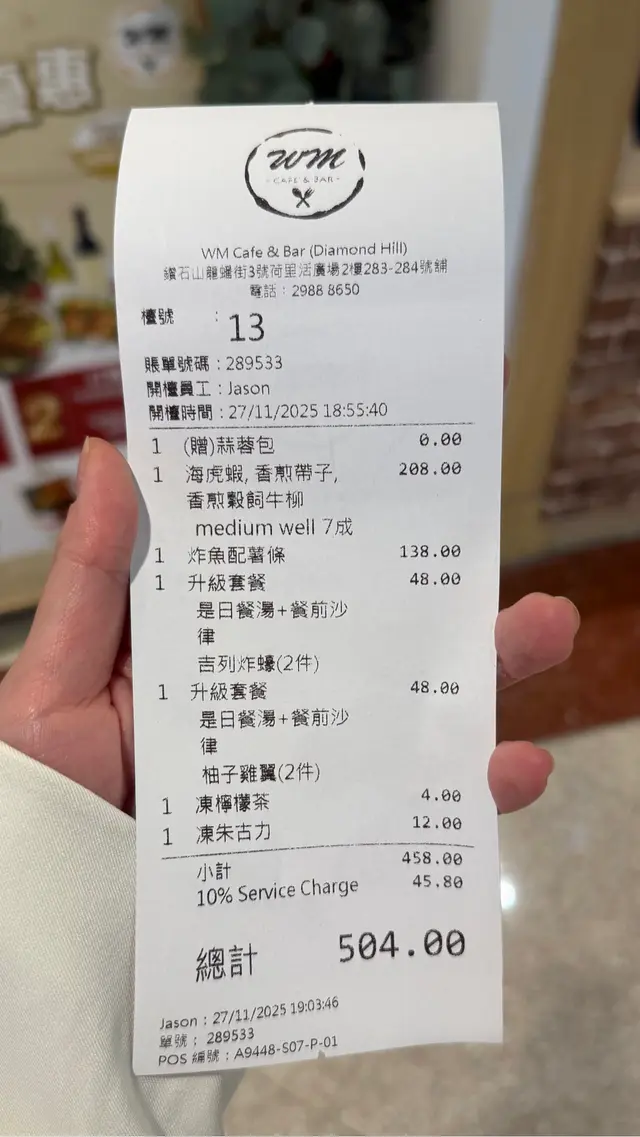 惠
WM
CAFE & BAR
WM Cafe & Bar (Diamond Hill)
鑽石山龍蟠街3號荷里活廣場2樓283-284號舖
電話：2988 8650
檯號 : 13
賬單號碼：289533
開檯員工：Jason
開檯時間：27/11/2025 18:55:40
1 (贈)蒜蓉包 0.00
1 海虎蝦, 香煎帶子, 208.00
香煎穀飼牛柳
medium well 7成
1 炸魚配薯條 138.00
1 升級套餐 48.00
是日餐湯+餐前沙
律
吉列炸蠔(2件)
1 升級套餐 48.00
是日餐湯+餐前沙
律
柚子雞翼(2件)
1 凍檸檬茶 4.00
1 凍朱古力 12.00
小計 458.00
10% Service Charge 45.80
總計 504.00
Jason：27/11/2025 19:03:46
單號： 289533
POS 編號：A9448-S07-P-01